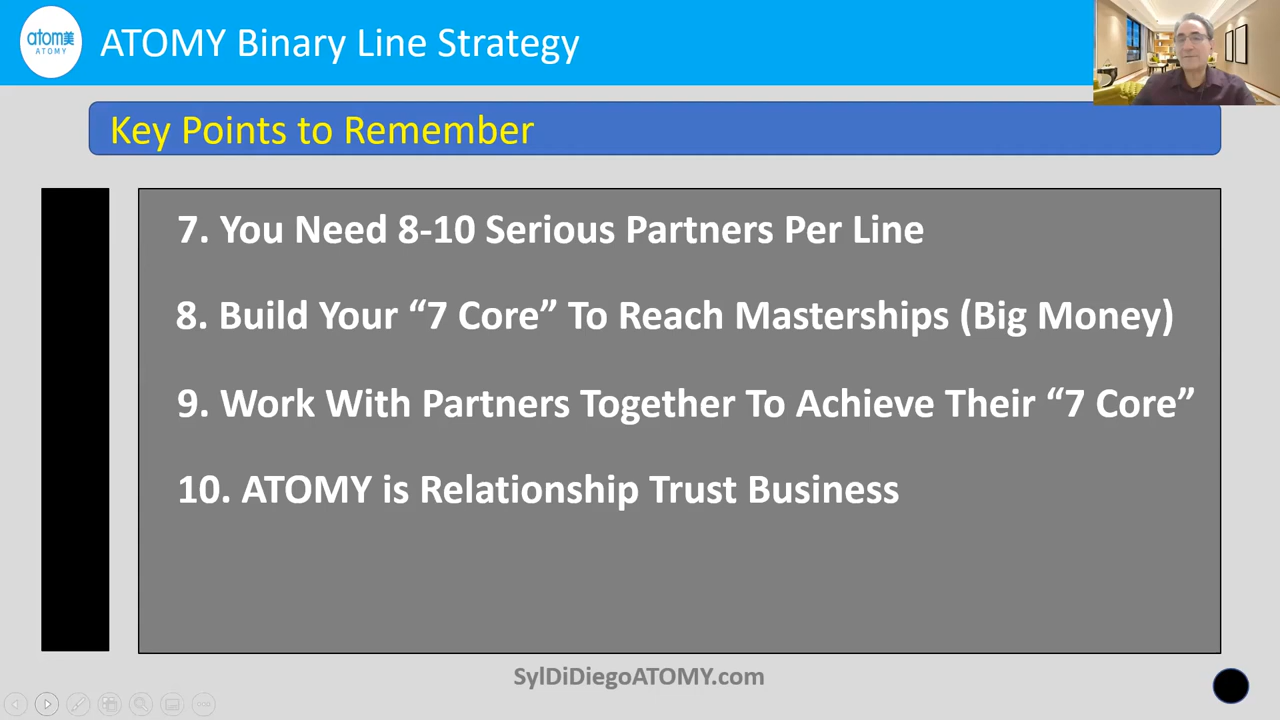 atom美
ATOMY
ATOMY Binary Line Strategy
Key Points to Remember
7. You Need 8-10 Serious Partners Per Line
8. Build Your “7 Core” To Reach Masterships (Big Money)
9. Work With Partners Together To Achieve Their “7 Core”
10. ATOMY is Relationship Trust Business
SylDiDiegoATOMY.com